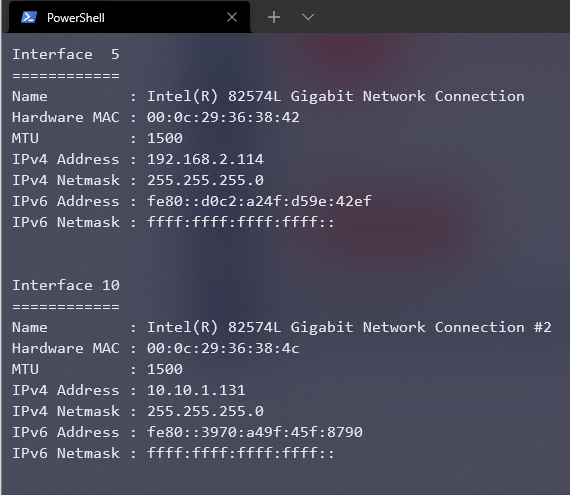 PowerShell
Interface  5
============
Name         : Intel(R) 82574L Gigabit Network Connection
Hardware MAC : 00:0c:29:36:38:42
MTU          : 1500
IPv4 Address : 192.168.2.114
IPv4 Netmask : 255.255.255.0
IPv6 Address : fe80::d0c2:a24f:d59e:42ef
IPv6 Netmask : ffff:ffff:ffff:ffff::
Interface 10
============
Name         : Intel(R) 82574L Gigabit Network Connection #2
Hardware MAC : 00:0c:29:36:38:4c
MTU          : 1500
IPv4 Address : 10.10.1.131
IPv4 Netmask : 255.255.255.0
IPv6 Address : fe80::3970:a49f:45f:8790
IPv6 Netmask : ffff:ffff:ffff:ffff::